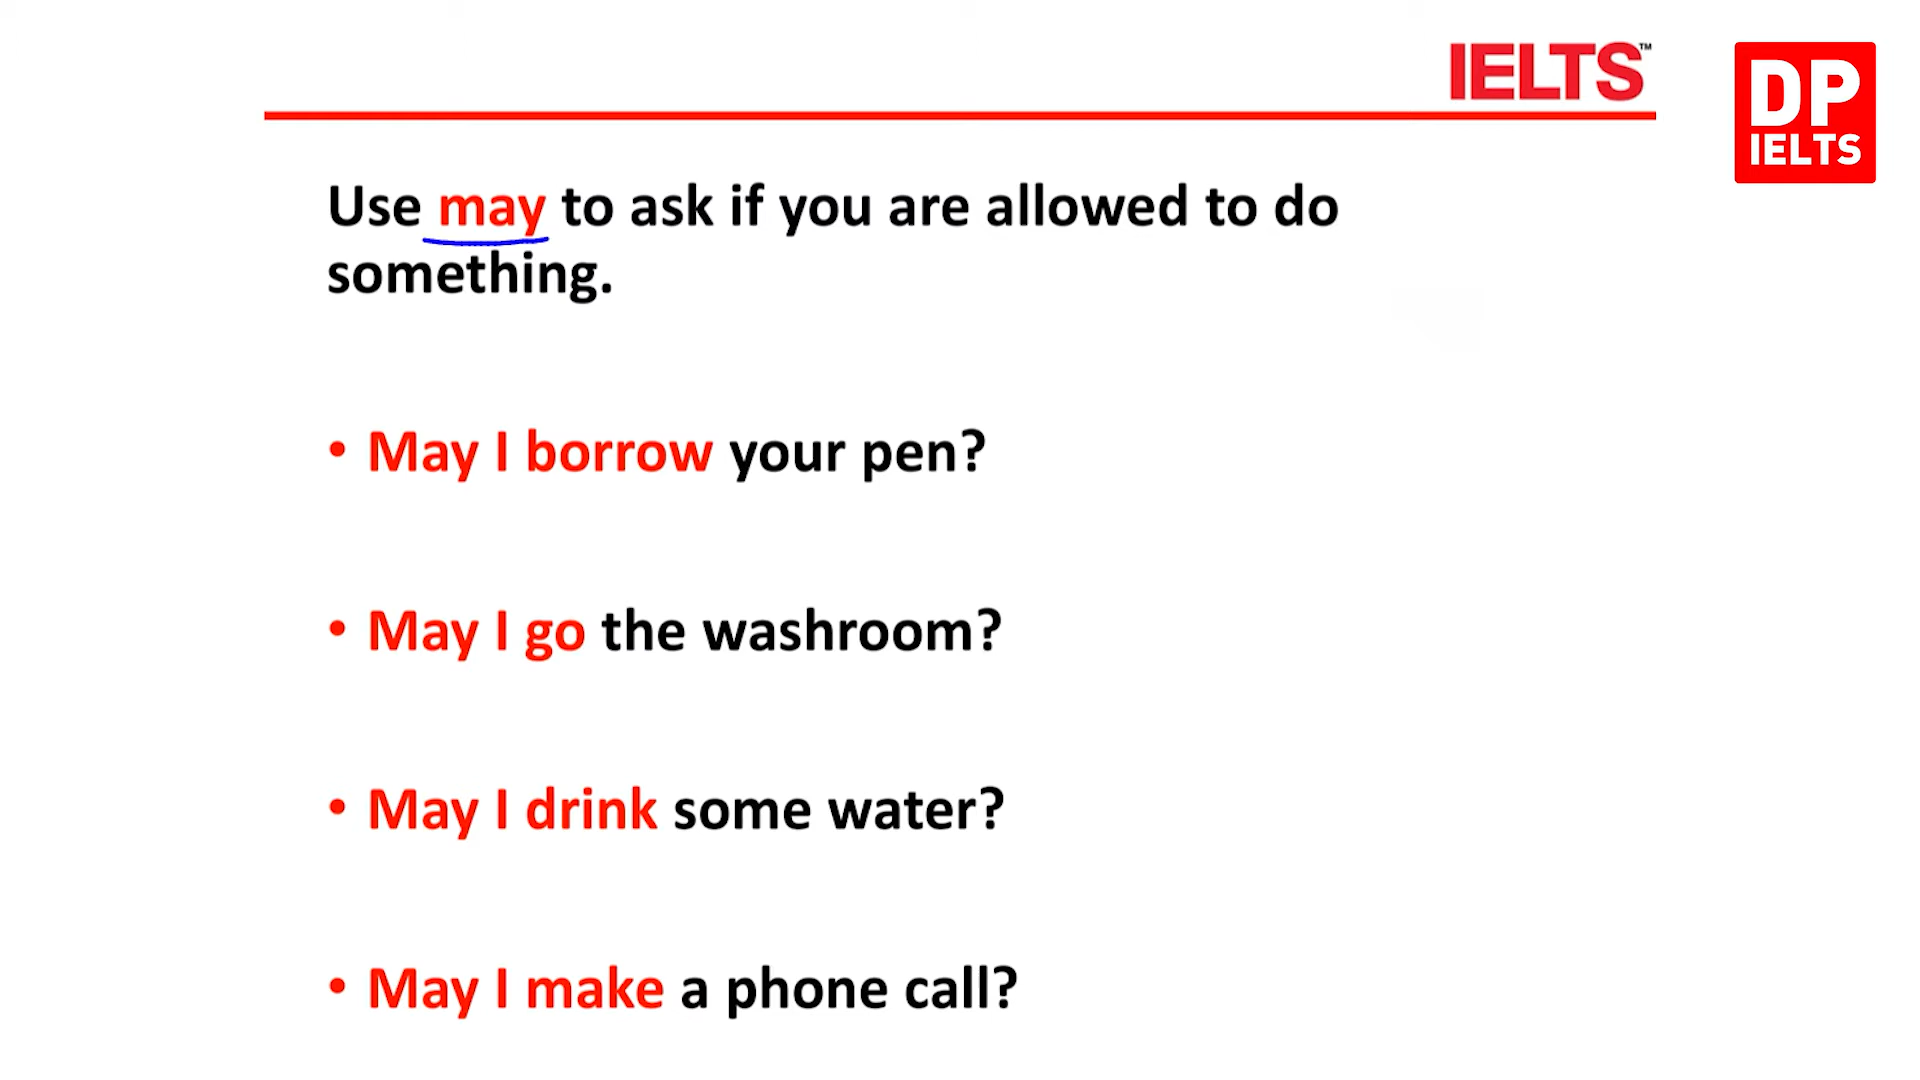 IELTS™
DP
IELTS
Use may to ask if you are allowed to do
something.
• May I borrow your pen?
• May I go the washroom?
• May I drink some water?
• May I make a phone call?